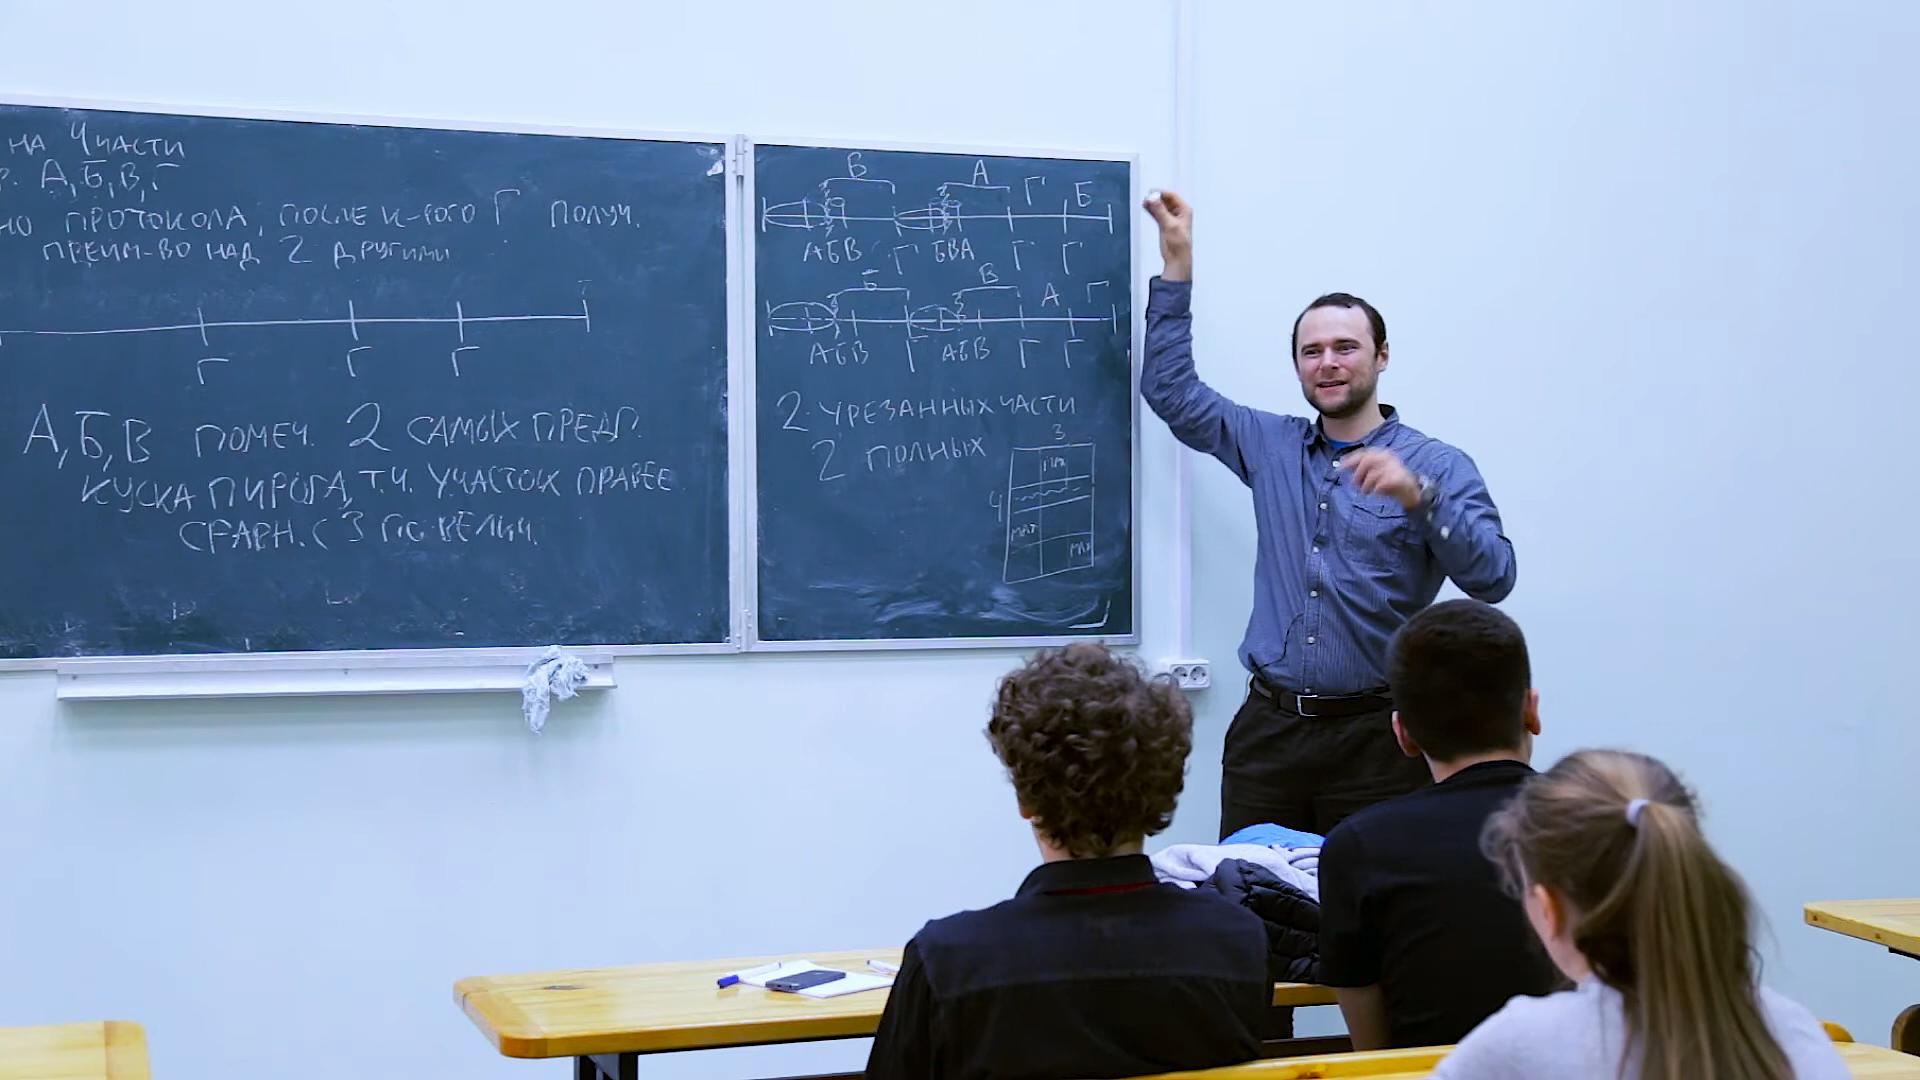 НА 4 ЧАСТИ
А, Б, В, Г
ПРОТОКОЛА, ПОСЛЕ К-РОГО Г ПОЛУЧ.
ПРЕИМ-ВО НАД 2 ДРУГИМИ
Г Г Г
А, Б, В ПОМЕЧ. 2 САМЫХ ПРЕДП.
КУСКА ПИРОГА, Т.Ч. УЧАСТОК ПРАВЕЕ
СРАВН. С 3 ПО ВЕЛИЧ.
Б А Г Б
АБВ Г БВА Г Г
Б В А Г
АБВ Г АБВ Г Г
2 УРЕЗАННЫХ ЧАСТИ
2 ПОЛНЫХ
3
4